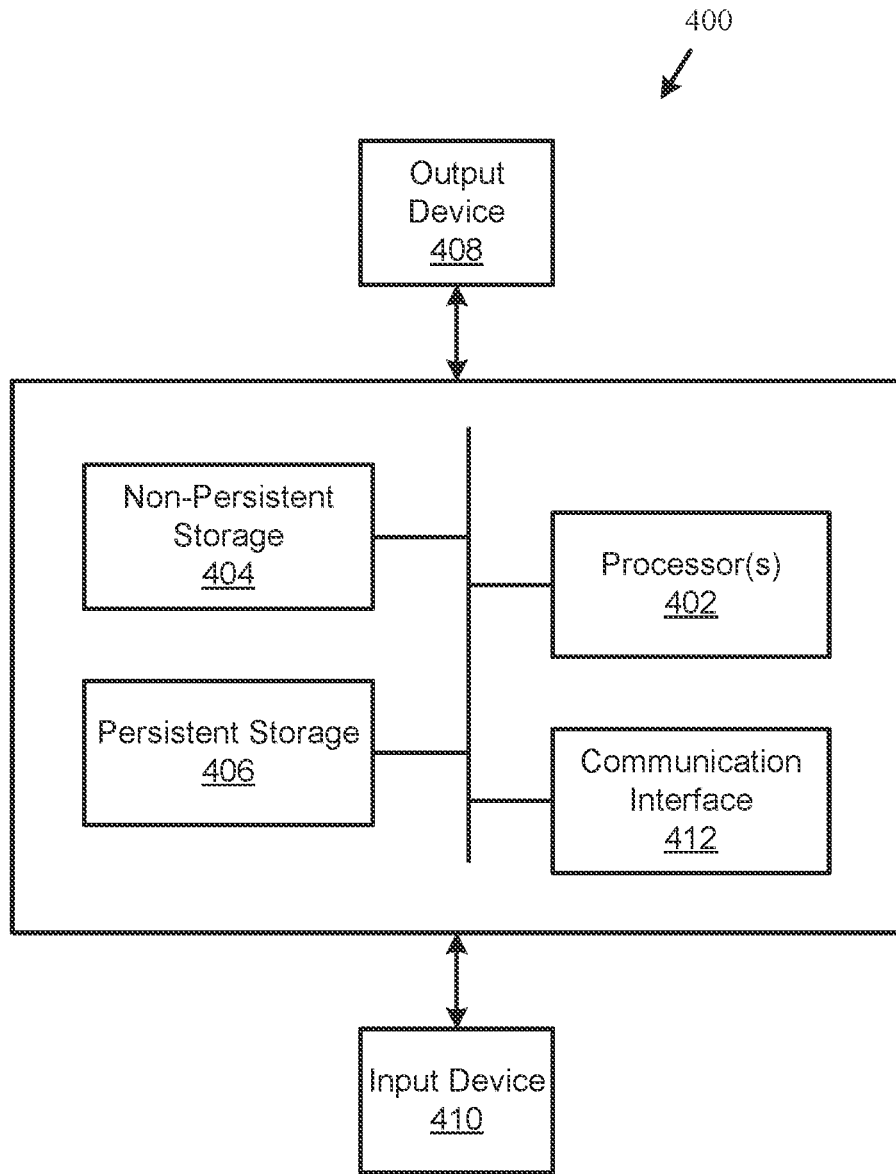 400
Output
Device
408
Non-Persistent
Storage
404
Processor(s)
402
Persistent Storage
406
Communication
Interface
412
Input Device
410